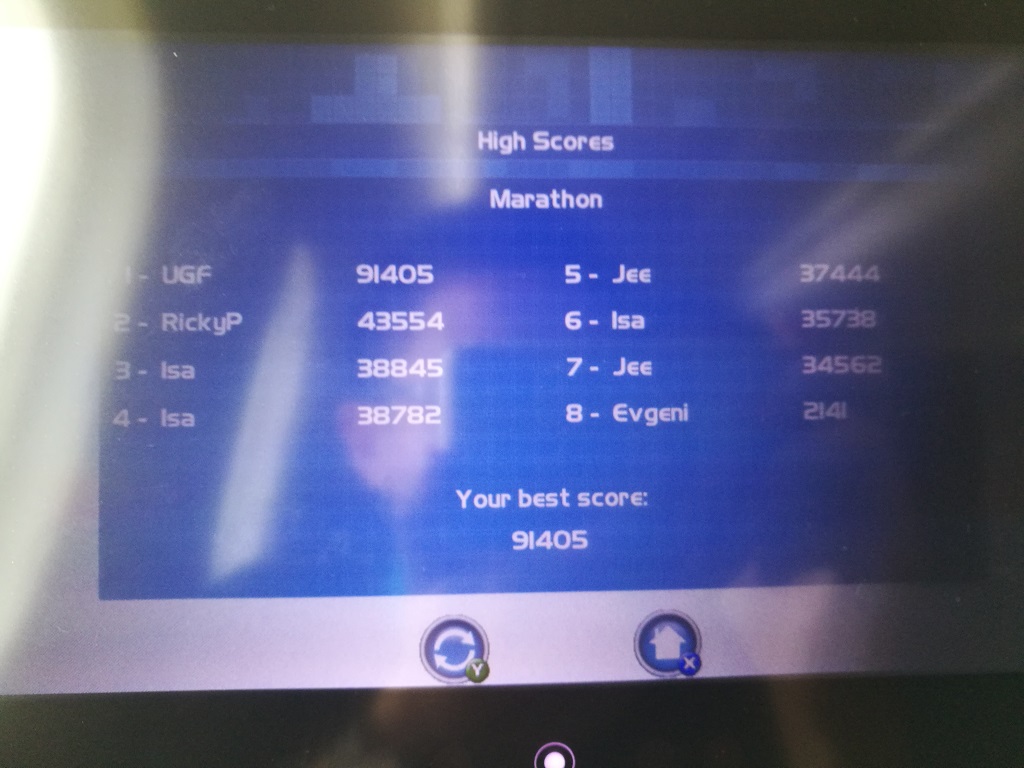 High Scores
Marathon
1 - UGF 91405
2 - RickyP 43554
3 - Isa 38845
4 - Isa 38782
5 - Jee 37444
6 - Isa 35738
7 - Jee 34562
8 - Evgeni 2141
Your best score:
91405
Y
X